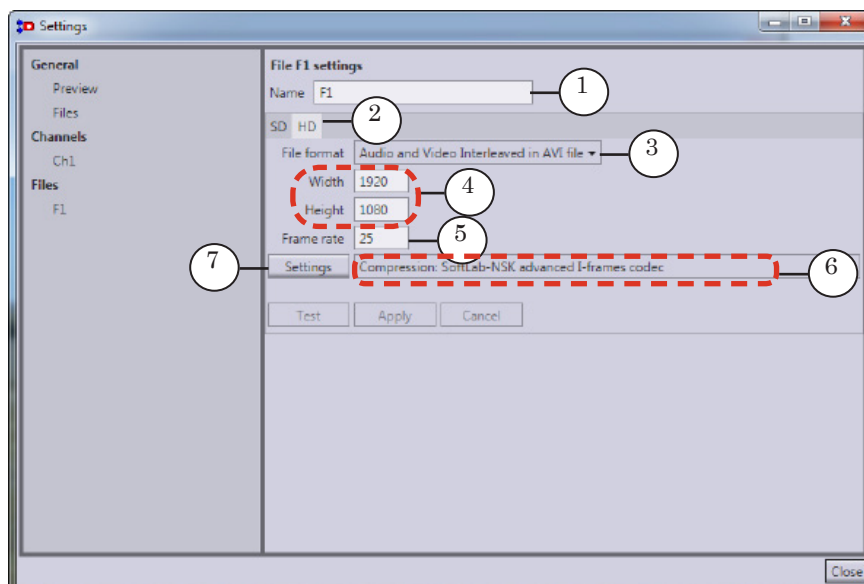 Settings
General
Preview
Files
Channels
Ch1
Files
F1
File F1 settings
Name F1 1
SD HD 2
File format Audio and Video Interleaved in AVI file 3
Width 1920 4
Height 1080
Frame rate 25 5
7 Settings Compression: SoftLab-NSK advanced I-frames codec 6
Test Apply Cancel
Close